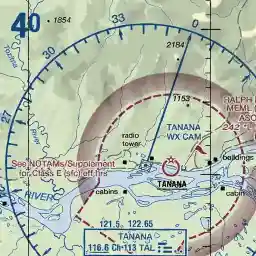 40
1854
33
2184
Tozitna
30
1153
RALPH M
MEML
ASO
242
TANANA
WX CAM
River
radio
tower
See NOTAMs/Supplement
for Class E (sfc) eff hrs
buildings
TANANA
RIVER
cabins
cabin
121.5 122.65
TANANA
116.6 Ch 113 TAL